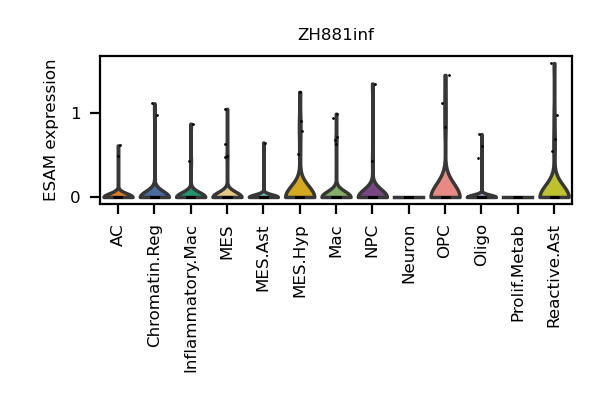 ZH881inf
ESAM expression
1
0
AC
Chromatin.Reg
Inflammatory.Mac
MES
MES.Ast
MES.Hyp
Mac
NPC
Neuron
OPC
Oligo
Prolif.Metab
Reactive.Ast